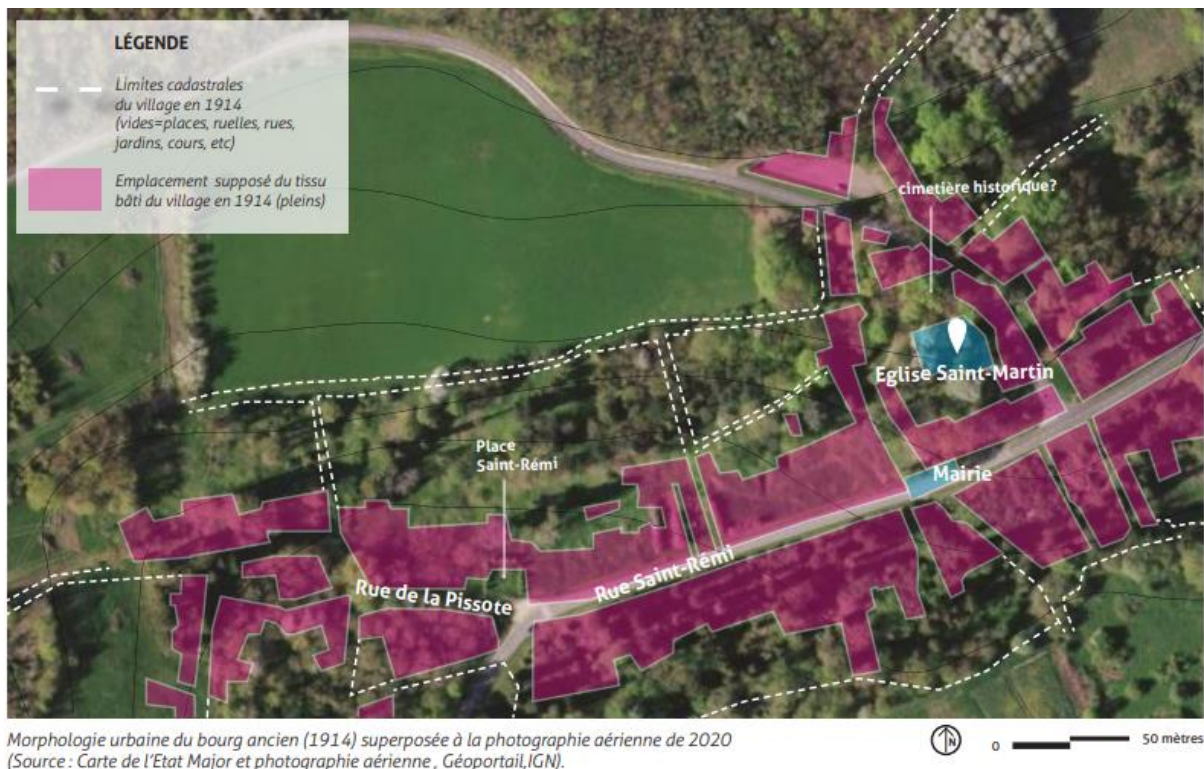 LÉGENDE
Limites cadastrales
du village en 1914
(vides=places, ruelles, rues,
jardins, cours, etc)
Emplacement supposé du tissu
bâti du village en 1914 (pleins)
cimetière historique?
Eglise Saint-Martin
Mairie
Place
Saint-Rémi
Rue Saint-Rémi
Rue de la Pissote
Morphologie urbaine du bourg ancien (1914) superposée à la photographie aérienne de 2020
(Source : Carte de l'Etat Major et photographie aérienne , Géoportail,IGN).
N
0
50 mètres